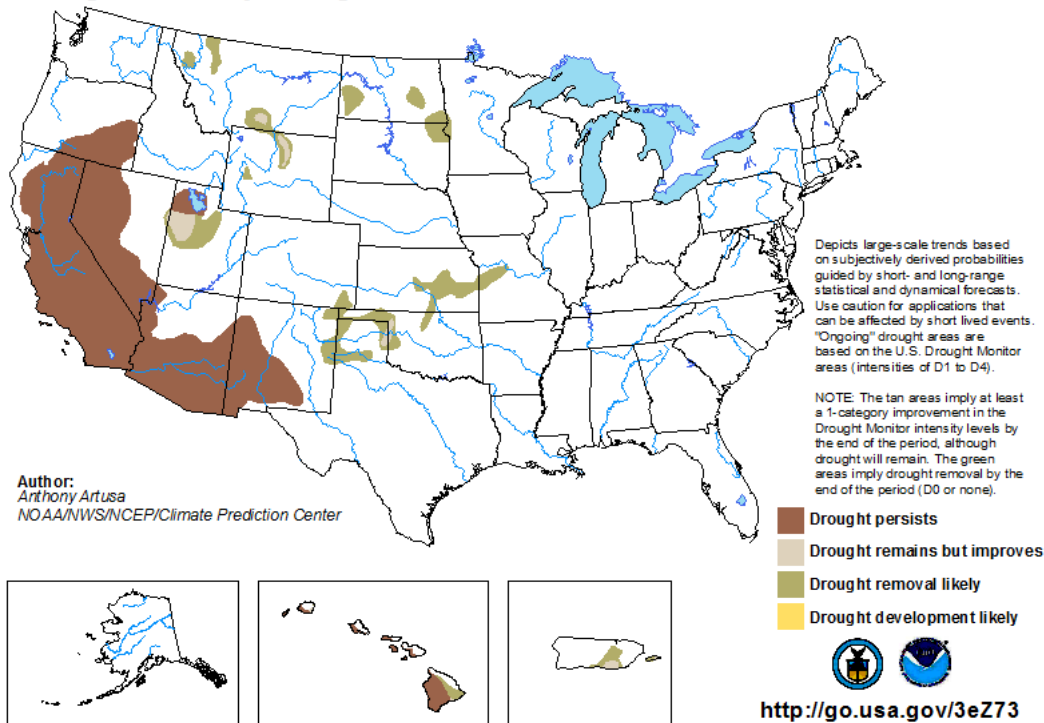 Depicts large-scale trends based
on subjectively derived probabilities
guided by short- and long-range
statistical and dynamical forecasts.
Use caution for applications that
can be affected by short lived events.
"Ongoing" drought areas are
based on the U.S. Drought Monitor
areas (intensities of D1 to D4).
NOTE: The tan areas imply at least
a 1-category improvement in the
Drought Monitor intensity levels by
the end of the period, although
drought will remain. The green
areas imply drought removal by the
end of the period (D0 or none).
Author:
Anthony Artusa
NOAA/NWS/NCEP/Climate Prediction Center
Drought persists
Drought remains but improves
Drought removal likely
Drought development likely
http://go.usa.gov/3eZ73